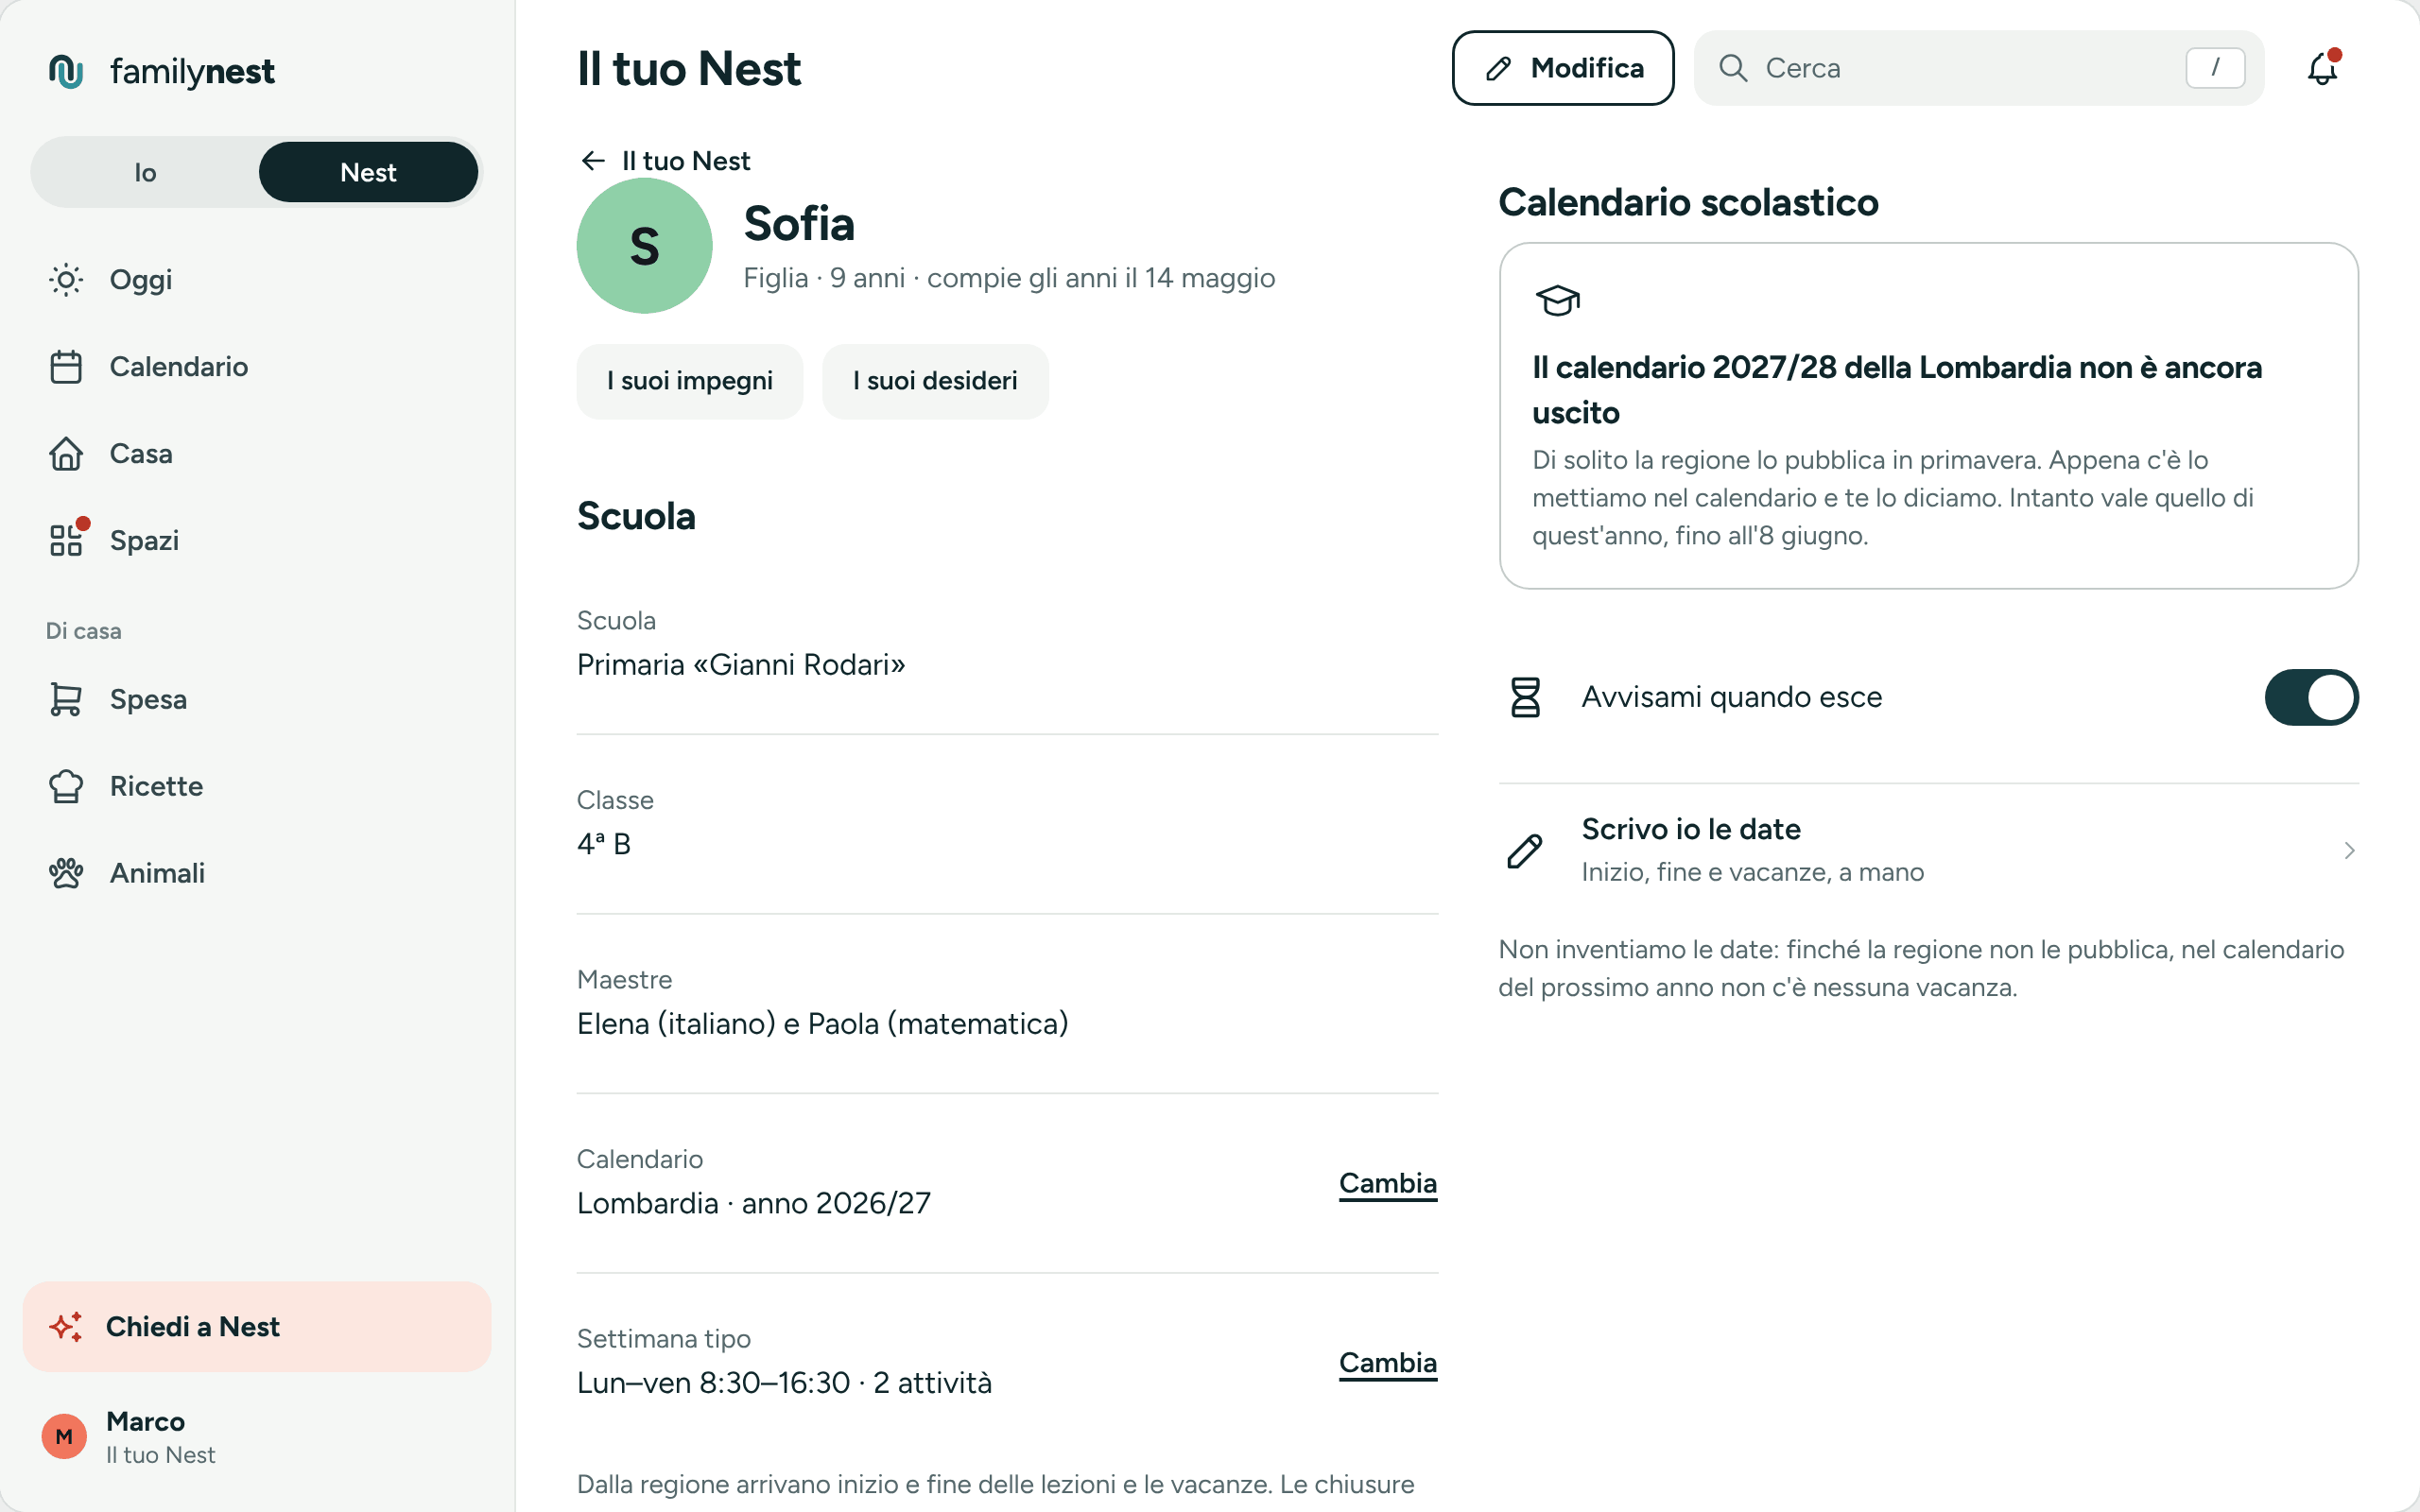 familynest
Io
Nest
Oggi
Calendario
Casa
Spazi
Di casa
Spesa
Ricette
Animali
Chiedi a Nest
M
Marco
Il tuo Nest
Il tuo Nest
Modifica
Cerca
/
Il tuo Nest
S
Sofia
Figlia · 9 anni · compie gli anni il 14 maggio
I suoi impegni
I suoi desideri
Scuola
Scuola
Primaria «Gianni Rodari»
Classe
4ª B
Maestre
Elena (italiano) e Paola (matematica)
Calendario
Lombardia · anno 2026/27
Cambia
Settimana tipo
Lun–ven 8:30–16:30 · 2 attività
Cambia
Dalla regione arrivano inizio e fine delle lezioni e le vacanze. Le chiusure
Calendario scolastico
Il calendario 2027/28 della Lombardia non è ancora
uscito
Di solito la regione lo pubblica in primavera. Appena c'è lo
mettiamo nel calendario e te lo diciamo. Intanto vale quello di
quest'anno, fino all'8 giugno.
Avvisami quando esce
Scrivo io le date
Inizio, fine e vacanze, a mano
Non inventiamo le date: finché la regione non le pubblica, nel calendario
del prossimo anno non c'è nessuna vacanza.